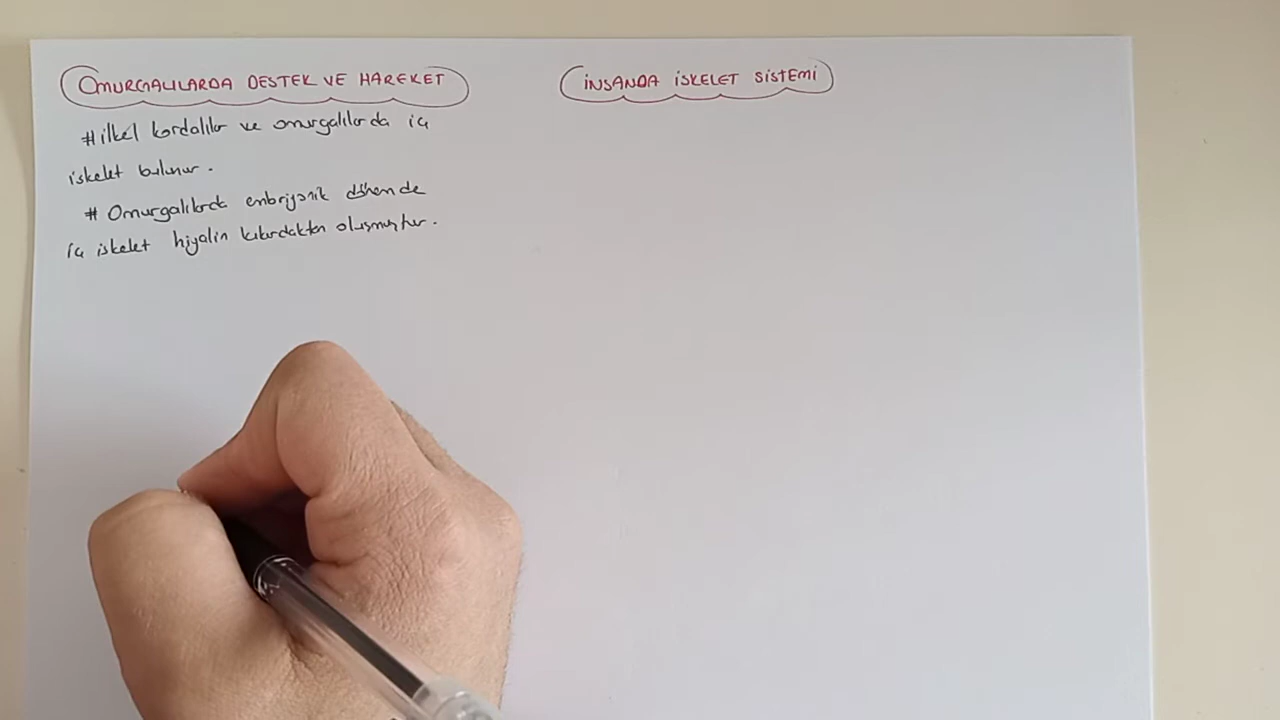 OMURGALILARDA DESTEK VE HAREKET
# ilkel kordalılar ve omurgalılarda iç
iskelet bulunur.
# Omurgalılarda embriyonik dönemde
iç iskelet hiyalin kıkırdaktan oluşmuştur.
İNSANDA İSKELET SİSTEMİ